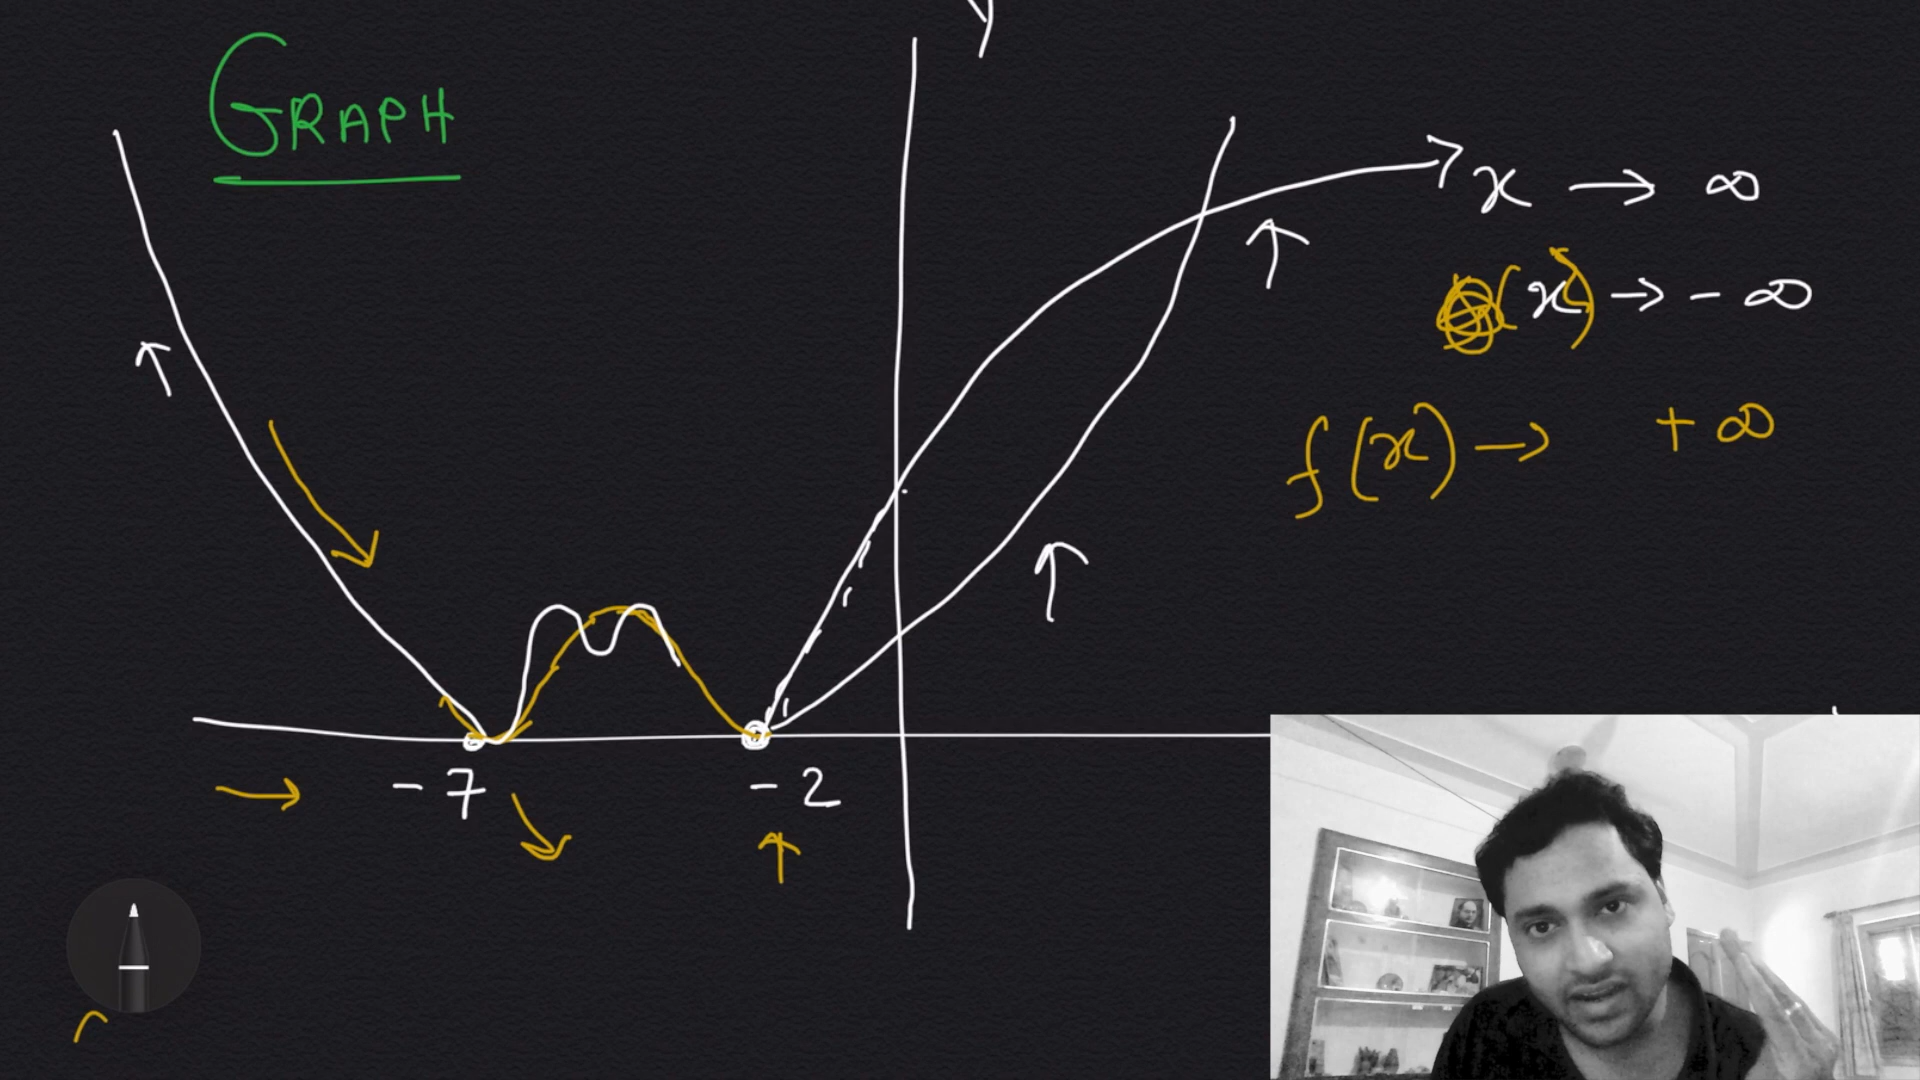 y
GRAPH
x → ∞
(x) → - ∞
f(x) → + ∞
-7 -2